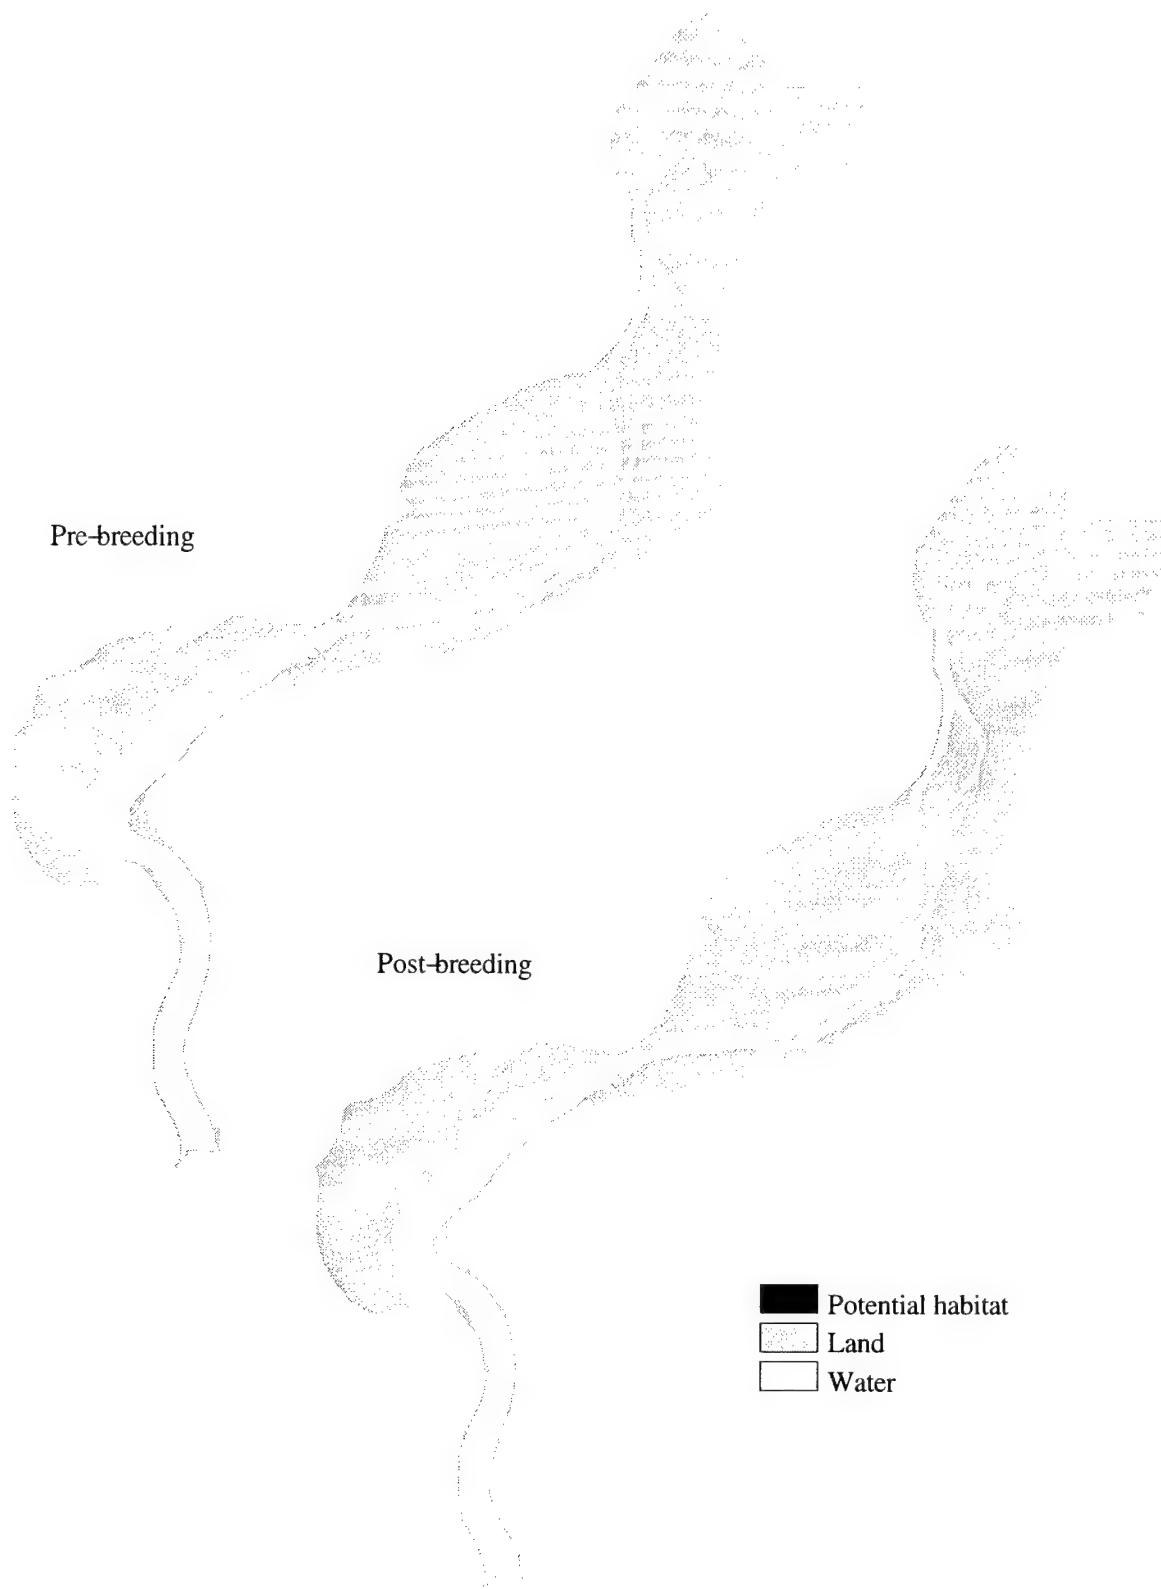 Pre-breeding
Post-breeding
Potential habitat
Land
Water